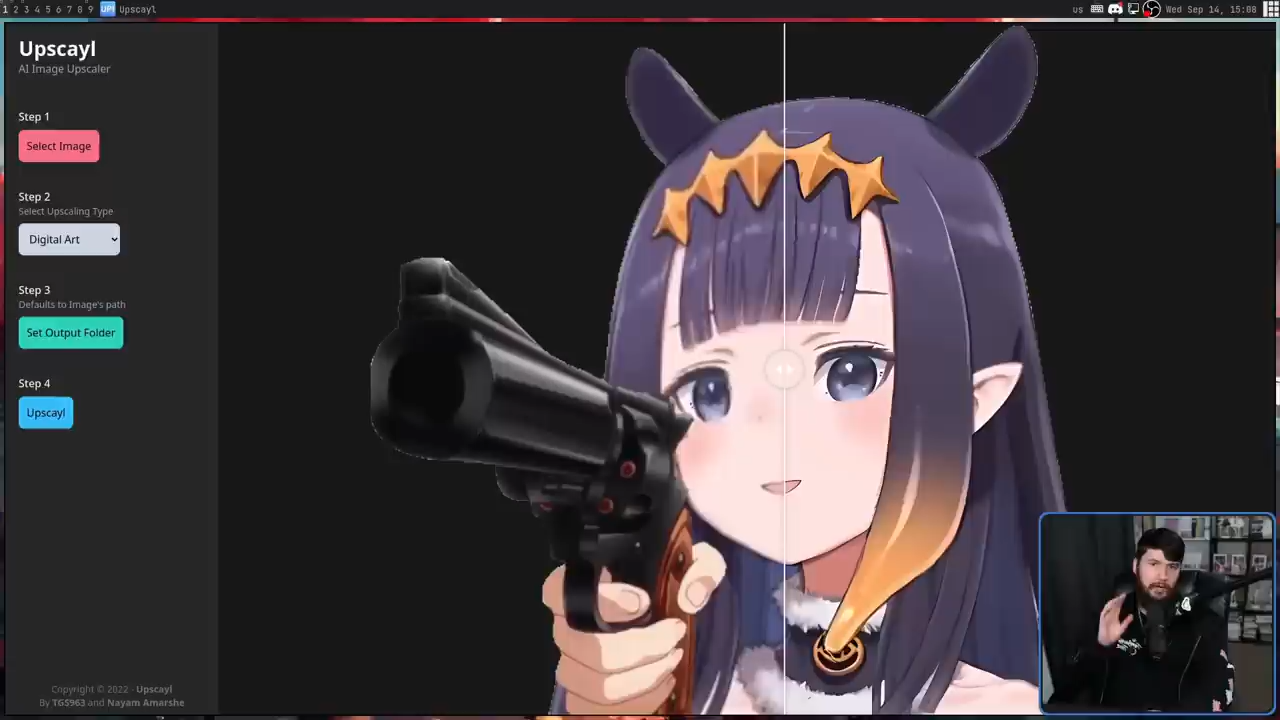 1 2 3 4 5 6 7 8 9 UP! Upscayl
us Wed Sep 14, 15:08
Upscayl
AI Image Upscaler
Step 1
Select Image
Step 2
Select Upscaling Type
Digital Art
Step 3
Defaults to Image's path
Set Output Folder
Step 4
Upscayl
Copyright © 2022 - Upscayl
By TGS963 and Nayam Amarshe